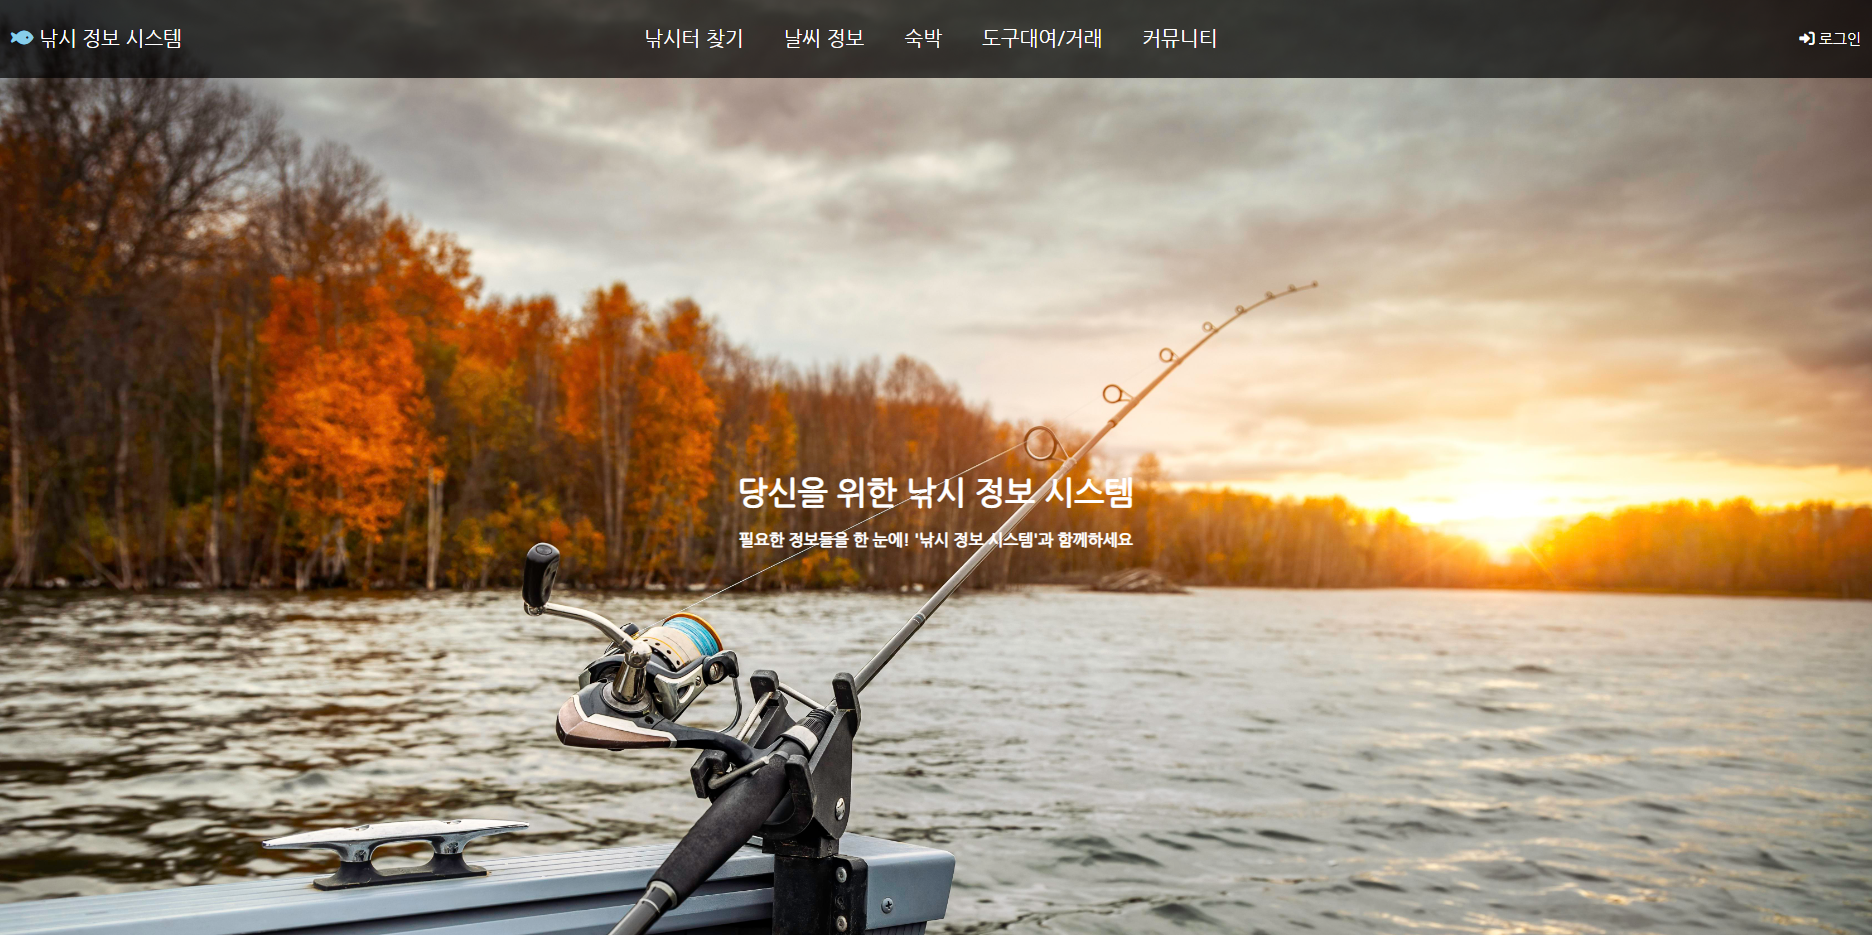 낚시 정보 시스템
낚시터 찾기 날씨 정보 숙박 도구대여/거래 커뮤니티
로그인
당신을 위한 낚시 정보 시스템
필요한 정보들을 한 눈에! '낚시 정보 시스템'과 함께하세요